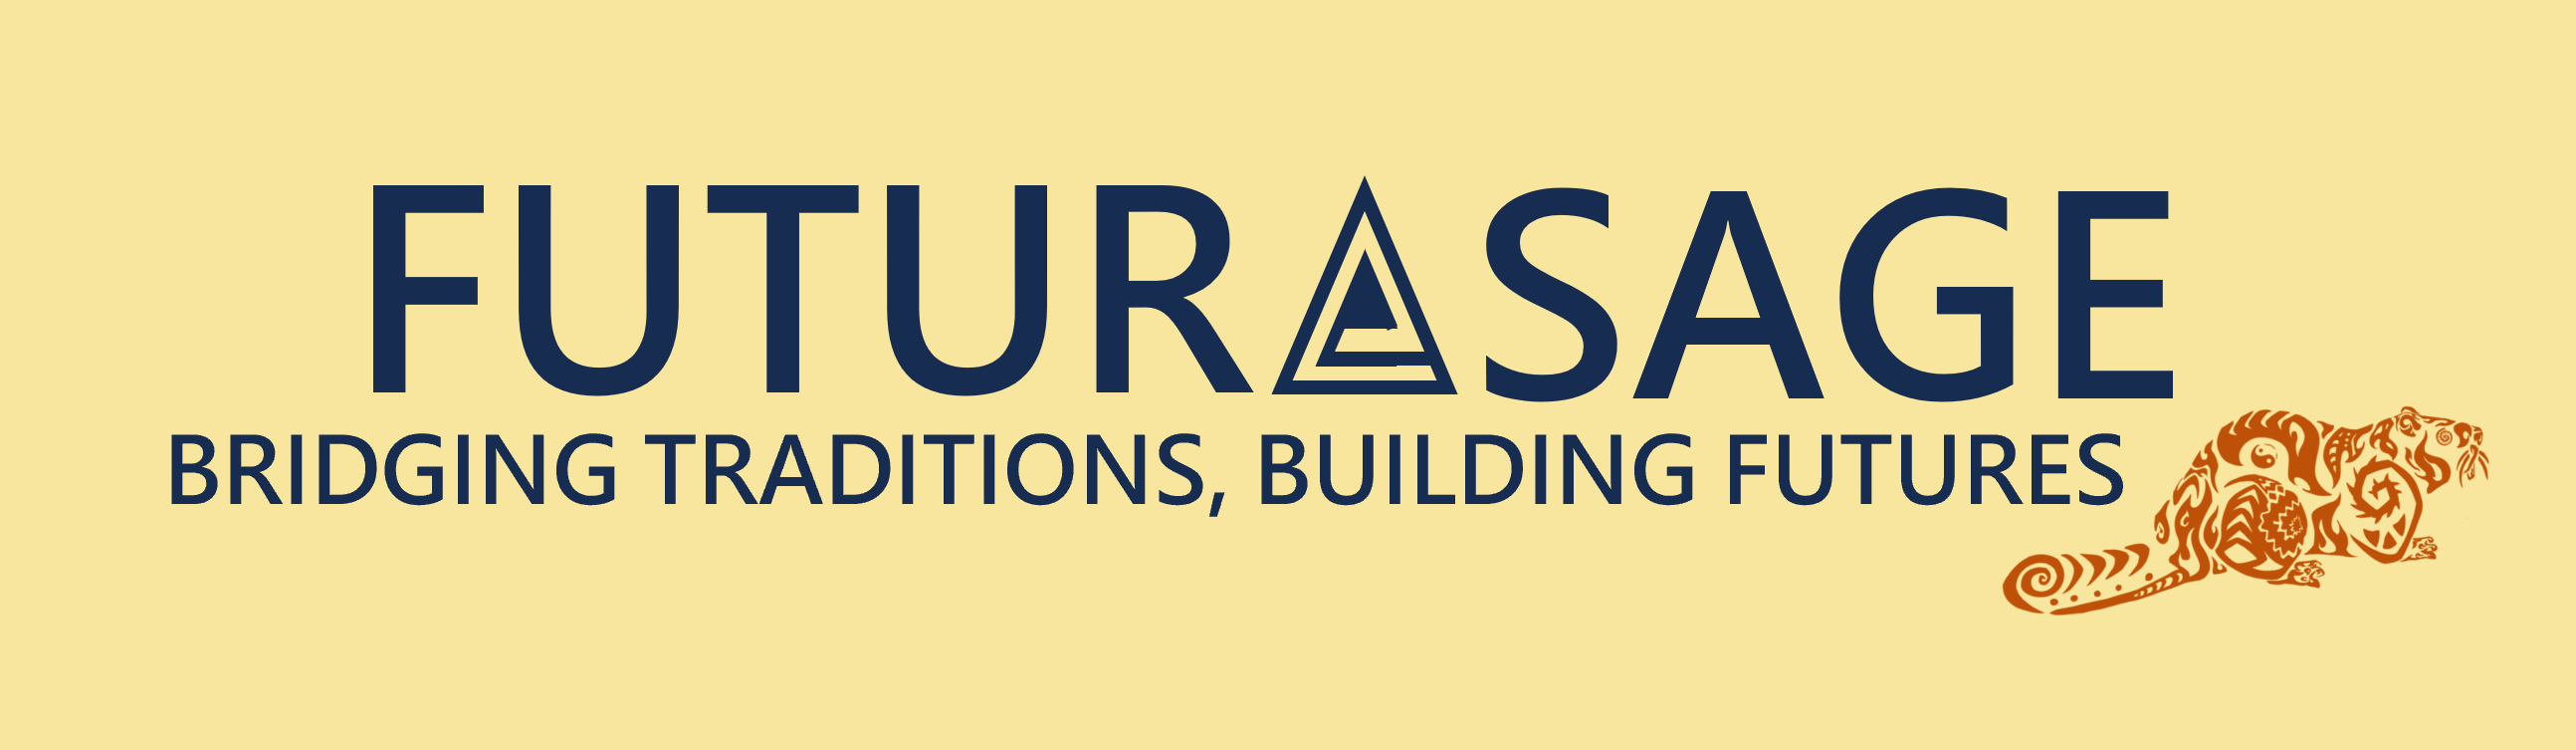 FUTURASAGE
BRIDGING TRADITIONS, BUILDING FUTURES